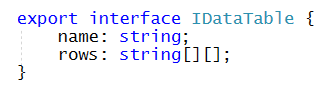 export interface IDataTable {
    name: string;
    rows: string[][];
}